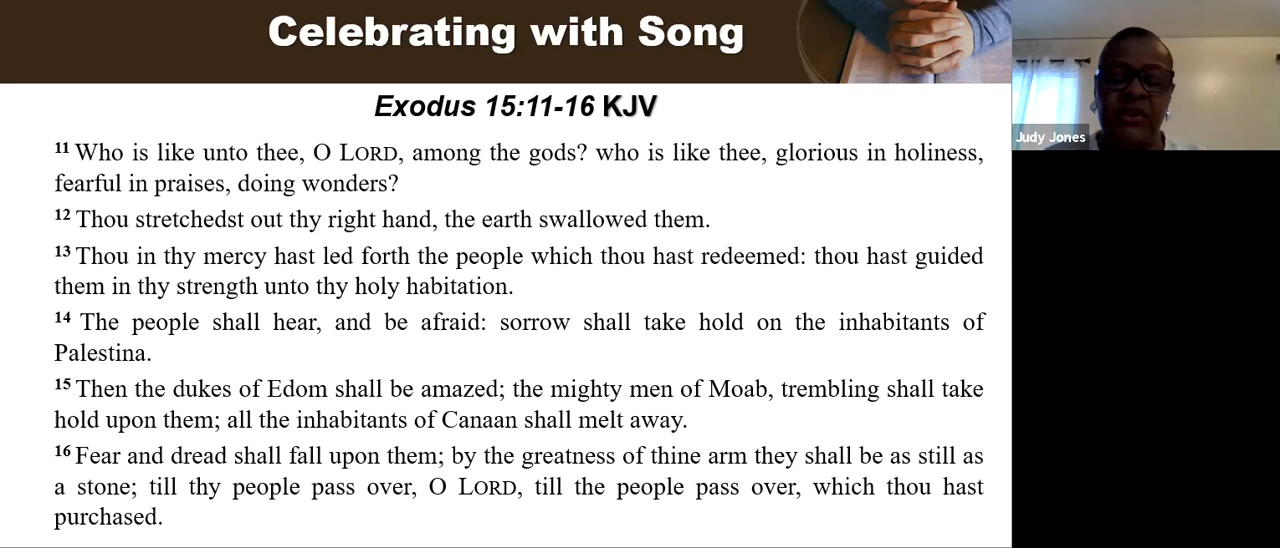 Celebrating with Song
Exodus 15:11-16 KJV
11 Who is like unto thee, O LORD, among the gods? who is like thee, glorious in holiness,
fearful in praises, doing wonders?
12 Thou stretchedst out thy right hand, the earth swallowed them.
13 Thou in thy mercy hast led forth the people which thou hast redeemed: thou hast guided
them in thy strength unto thy holy habitation.
14 The people shall hear, and be afraid: sorrow shall take hold on the inhabitants of
Palestina.
15 Then the dukes of Edom shall be amazed; the mighty men of Moab, trembling shall take
hold upon them; all the inhabitants of Canaan shall melt away.
16 Fear and dread shall fall upon them; by the greatness of thine arm they shall be as still as
a stone; till thy people pass over, O LORD, till the people pass over, which thou hast
purchased.
Judy Jones